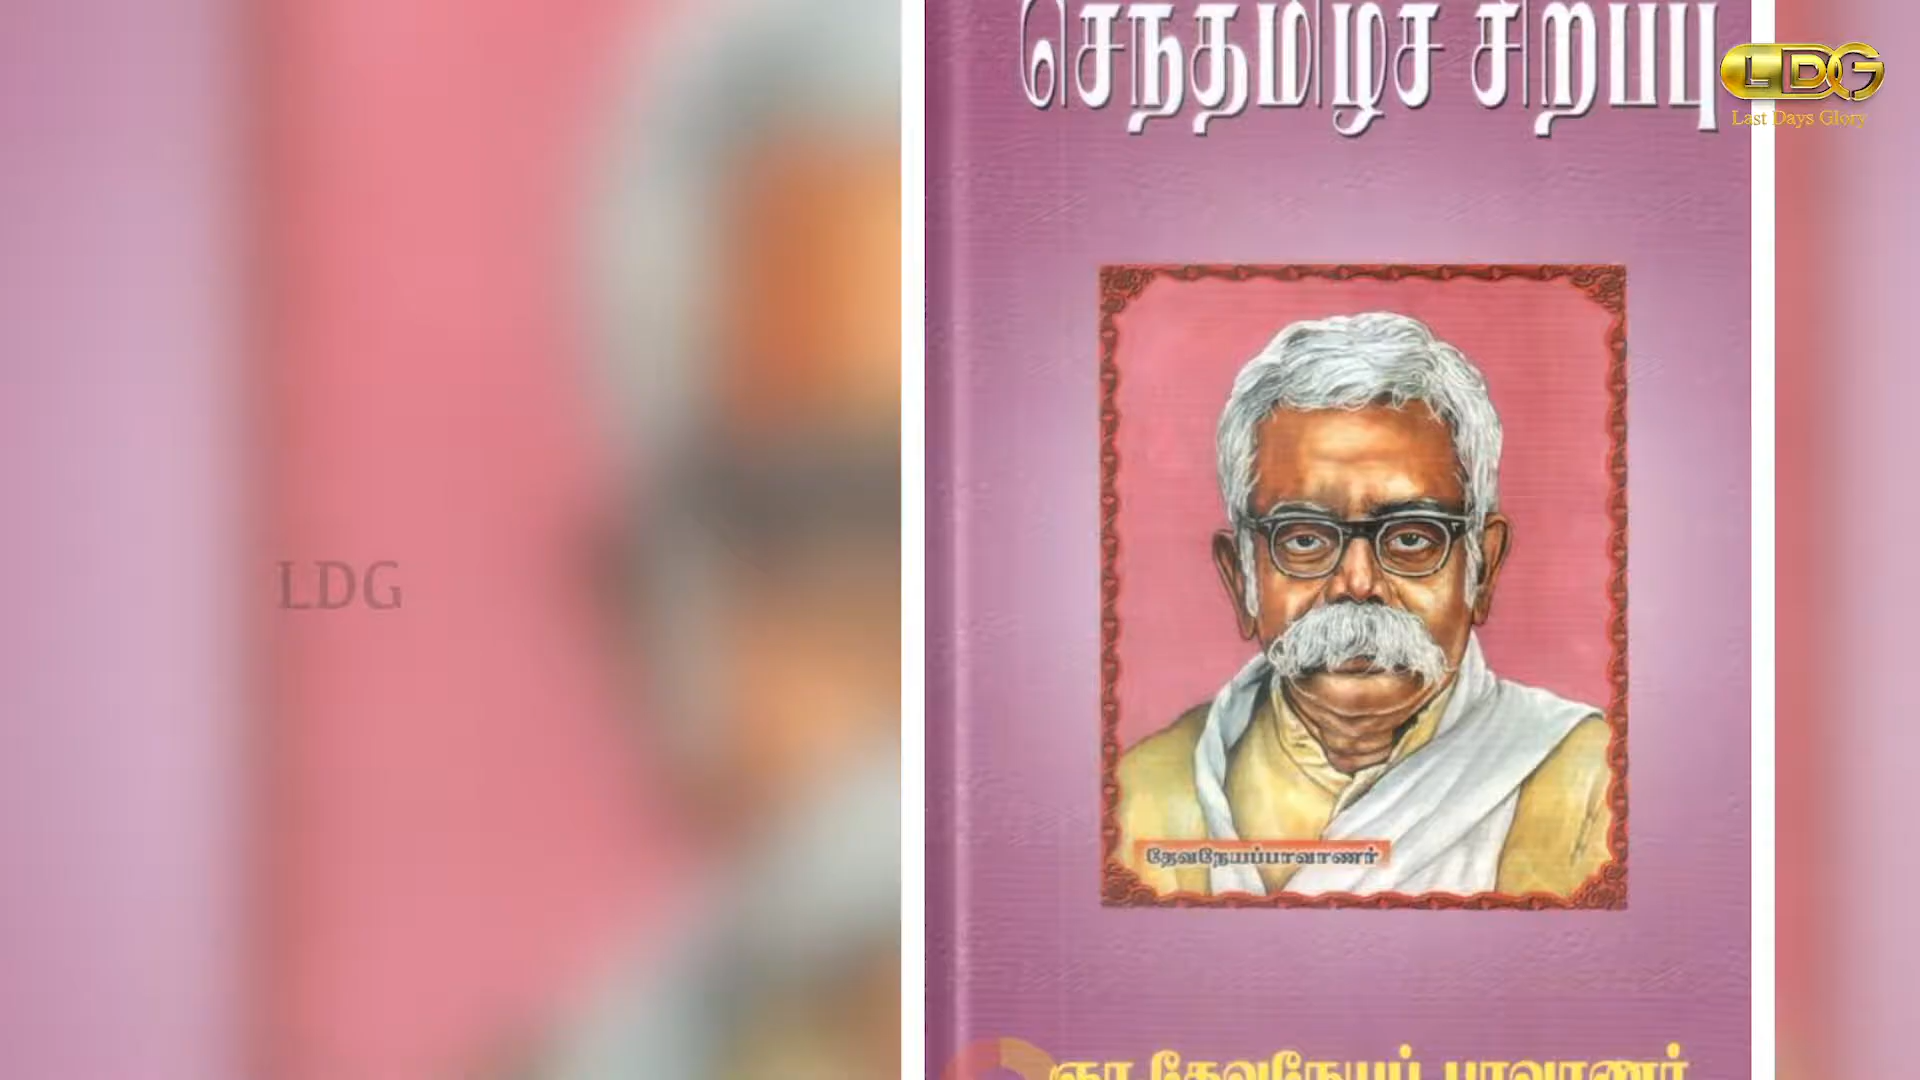 செந்தமிழ்ச் சிறப்பு
LDG
Last Days Glory
LDG
தேவநேயப்பாவாணர்
ஞா.தேவநேயப் பாவாணர்